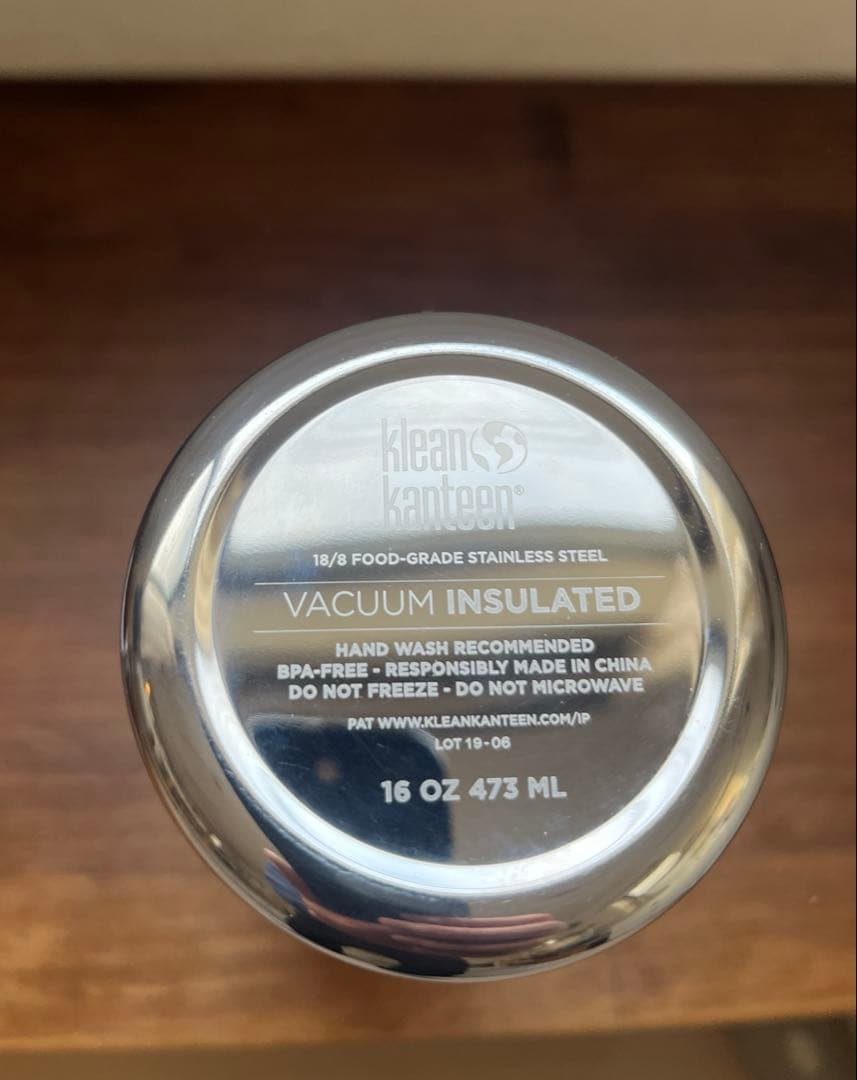 klean
kanteen®
18/8 FOOD-GRADE STAINLESS STEEL
VACUUM INSULATED
HAND WASH RECOMMENDED
BPA-FREE - RESPONSIBLY MADE IN CHINA
DO NOT FREEZE - DO NOT MICROWAVE
PAT WWW.KLEANKANTEEN.COM/IP
LOT 19-06
16 OZ 473 ML